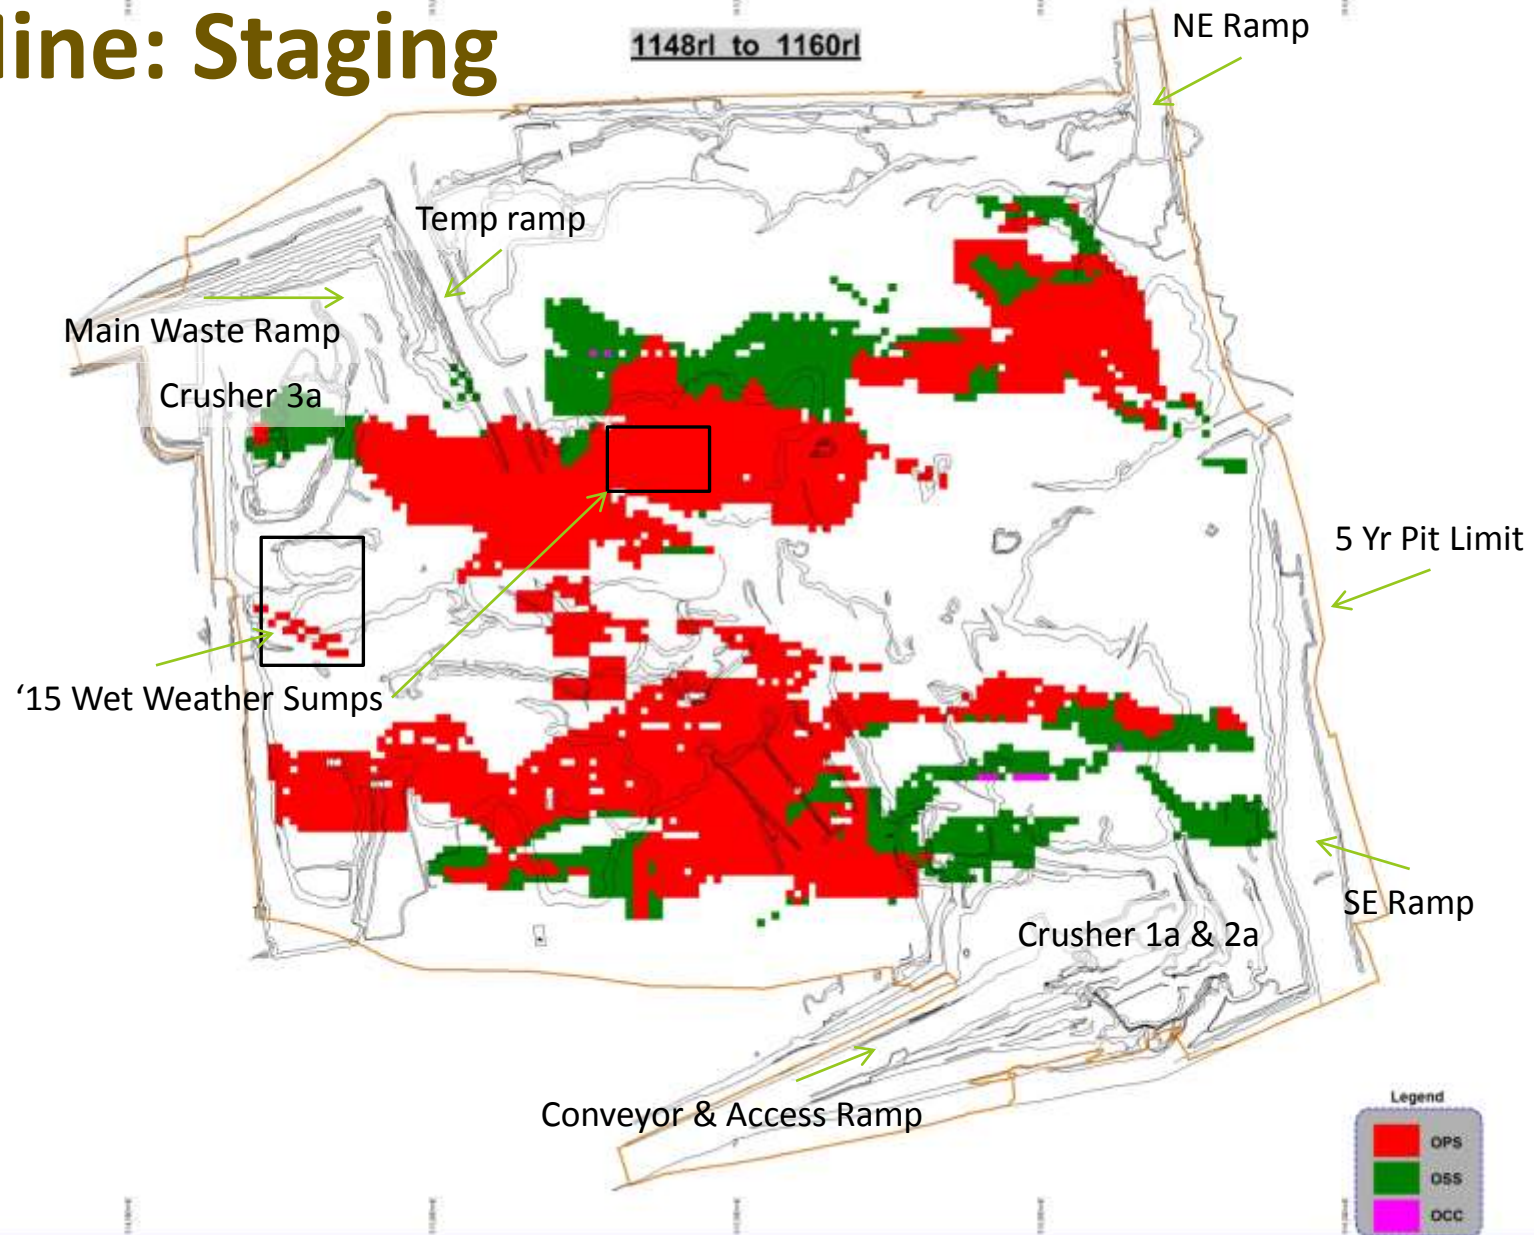 line: Staging
1148rl to 1160rl
NE Ramp
Temp ramp
Main Waste Ramp
Crusher 3a
5 Yr Pit Limit
‘15 Wet Weather Sumps
SE Ramp
Crusher 1a & 2a
Conveyor & Access Ramp
Legend
OPS
OSS
OCC